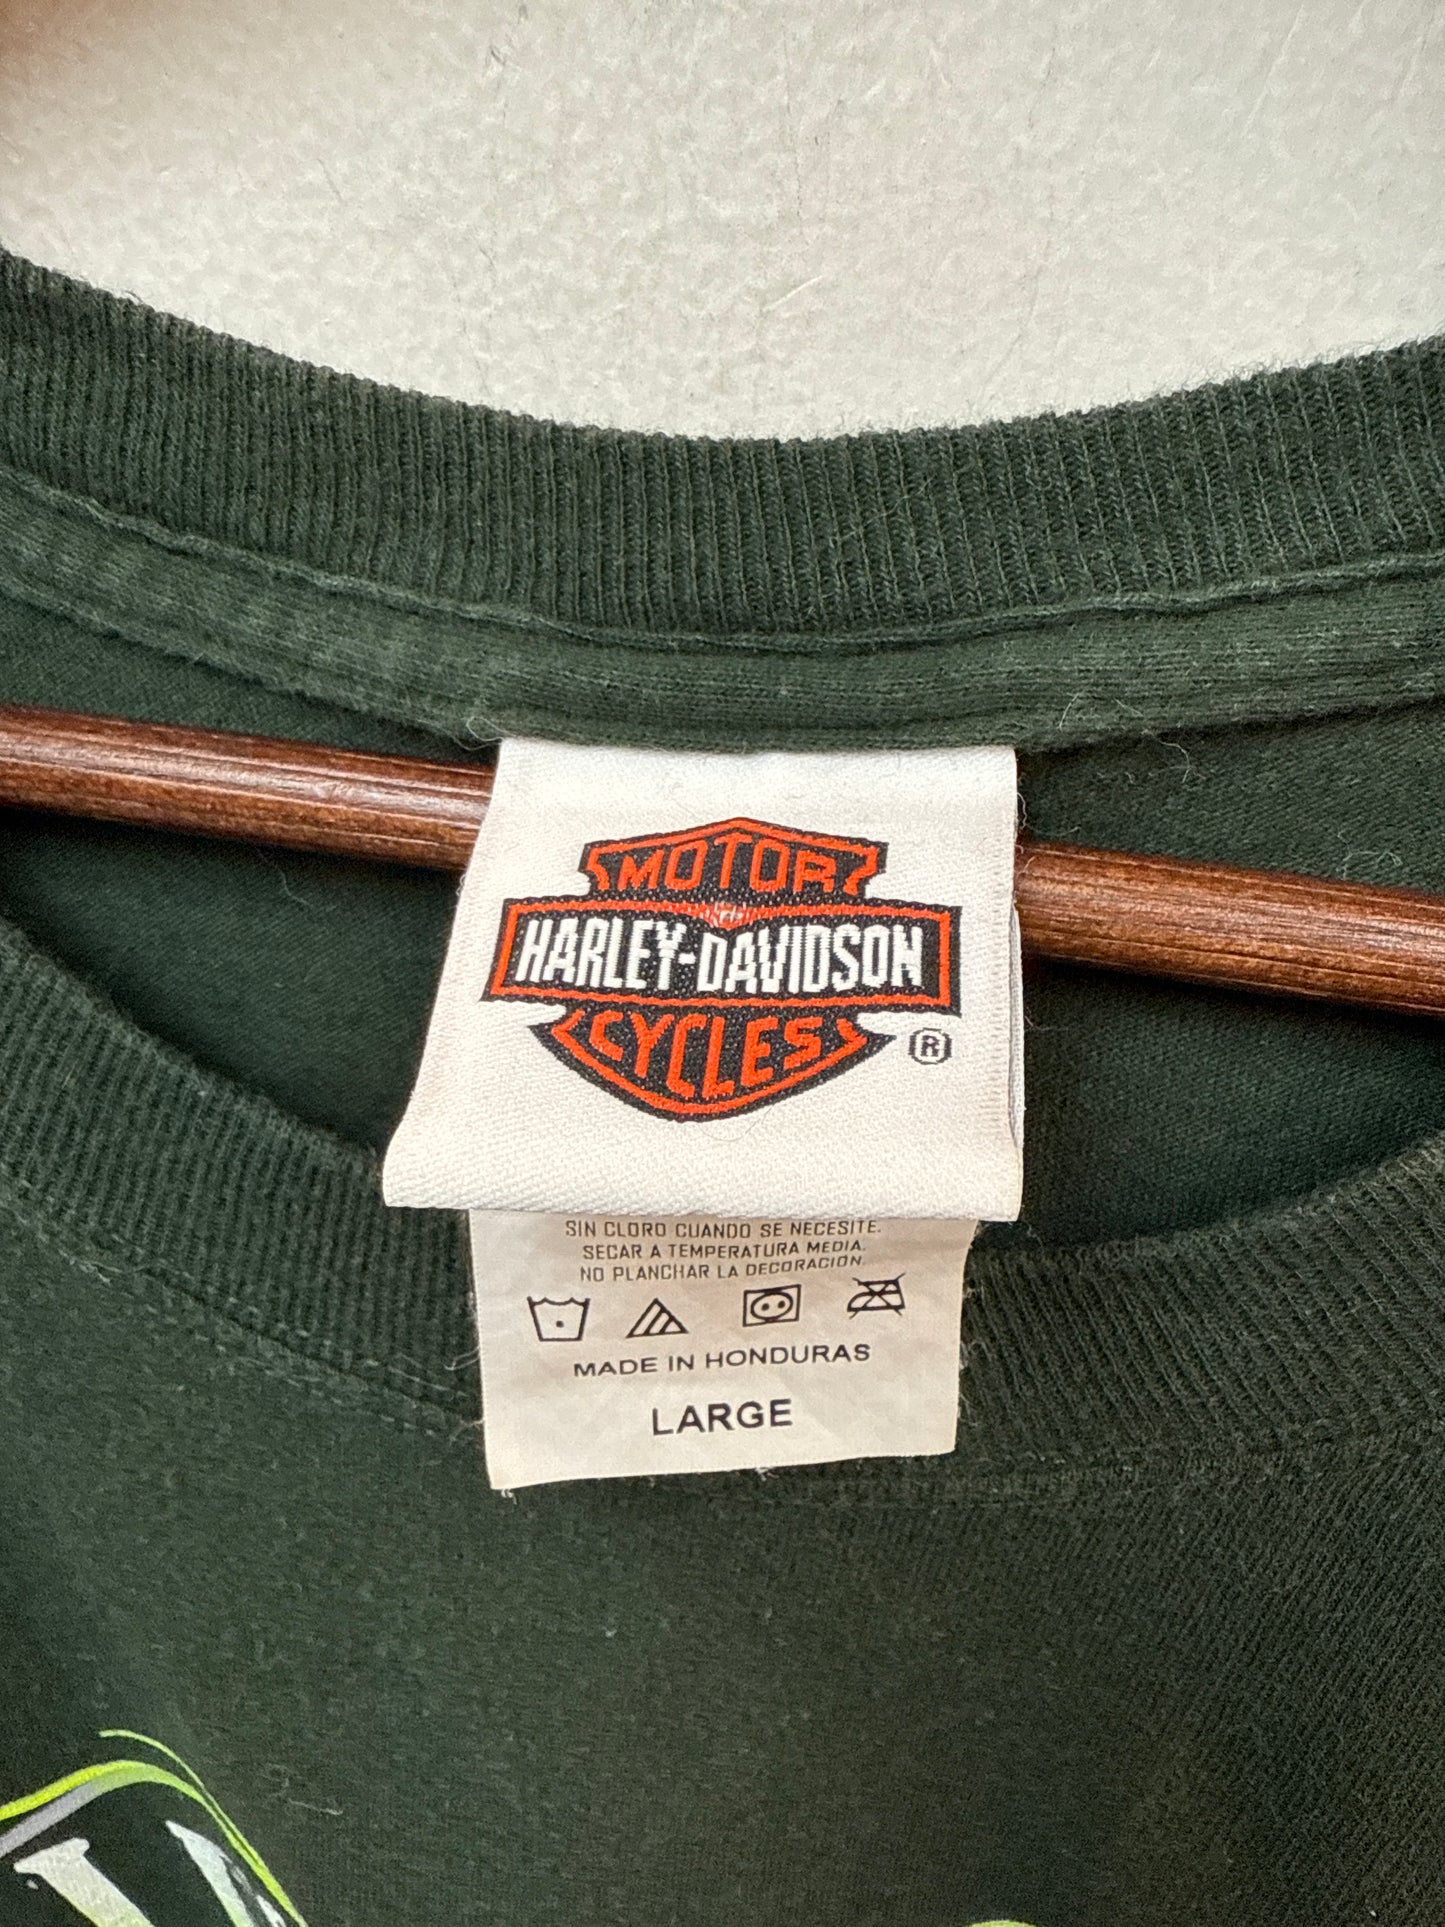 MOTOR
HARLEY-DAVIDSON
CYCLES
®
SIN CLORO CUANDO SE NECESITE.
SECAR A TEMPERATURA MEDIA.
NO PLANCHAR LA DECORACIÓN.
MADE IN HONDURAS
LARGE